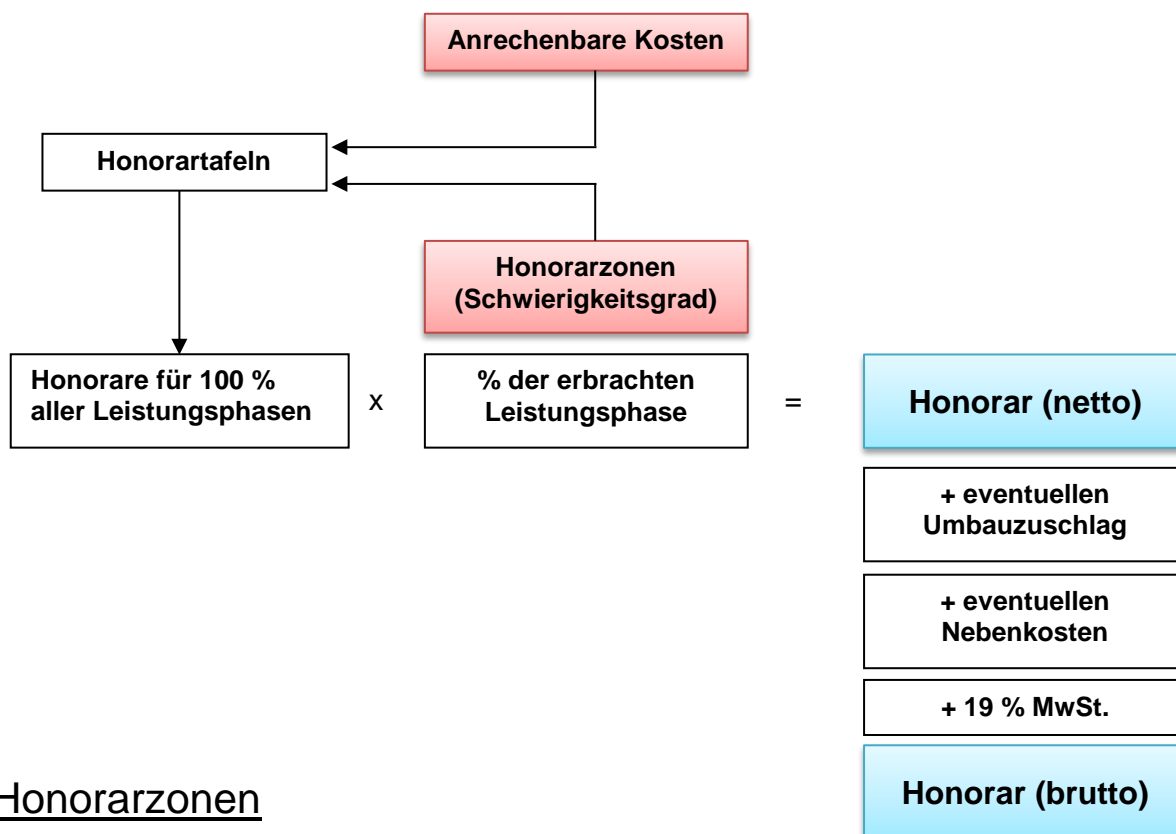 Anrechenbare Kosten
Honorartafeln
Honorarzonen
(Schwierigkeitsgrad)
Honorare für 100 %
aller Leistungsphasen
x
% der erbrachten
Leistungsphase
=
Honorar (netto)
+ eventuellen
Umbauzuschlag
+ eventuellen
Nebenkosten
+ 19 % MwSt.
Honorar (brutto)
Honorarzonen